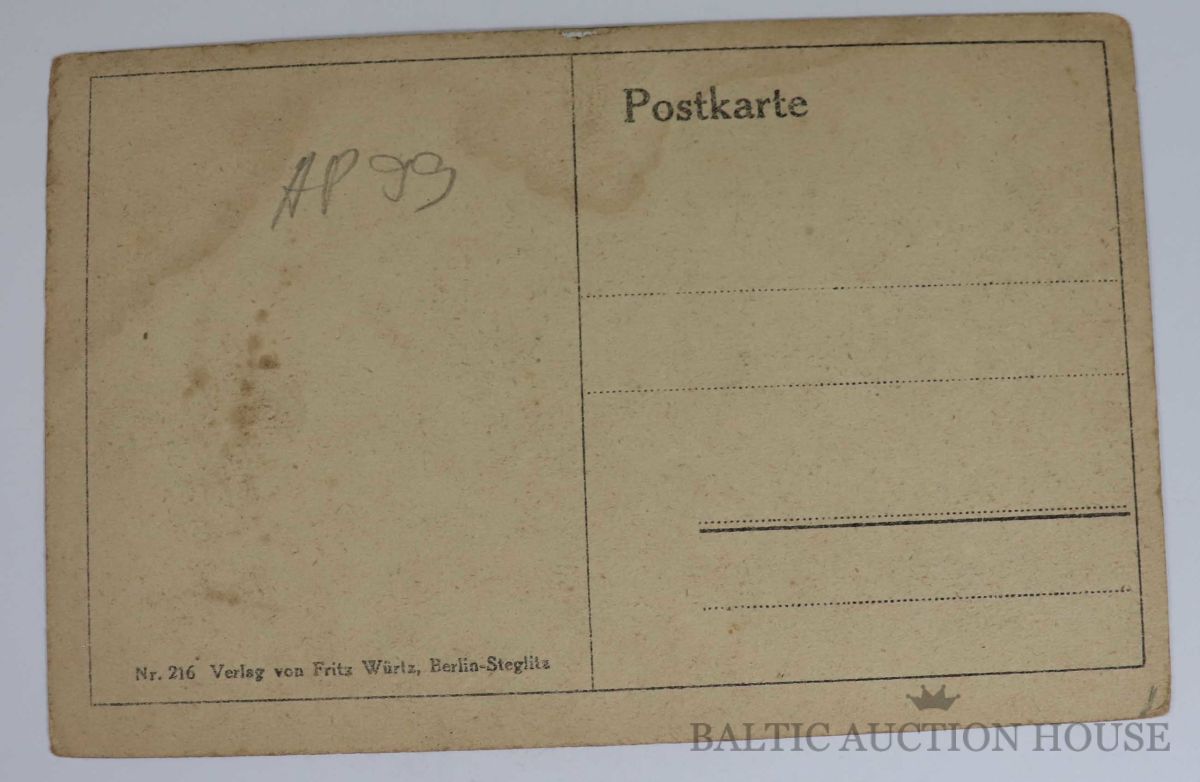 Postkarte
AP 99
Nr. 216 Verlag von Fritz Würtz, Berlin-Steglitz
BALTIC AUCTION HOUSE